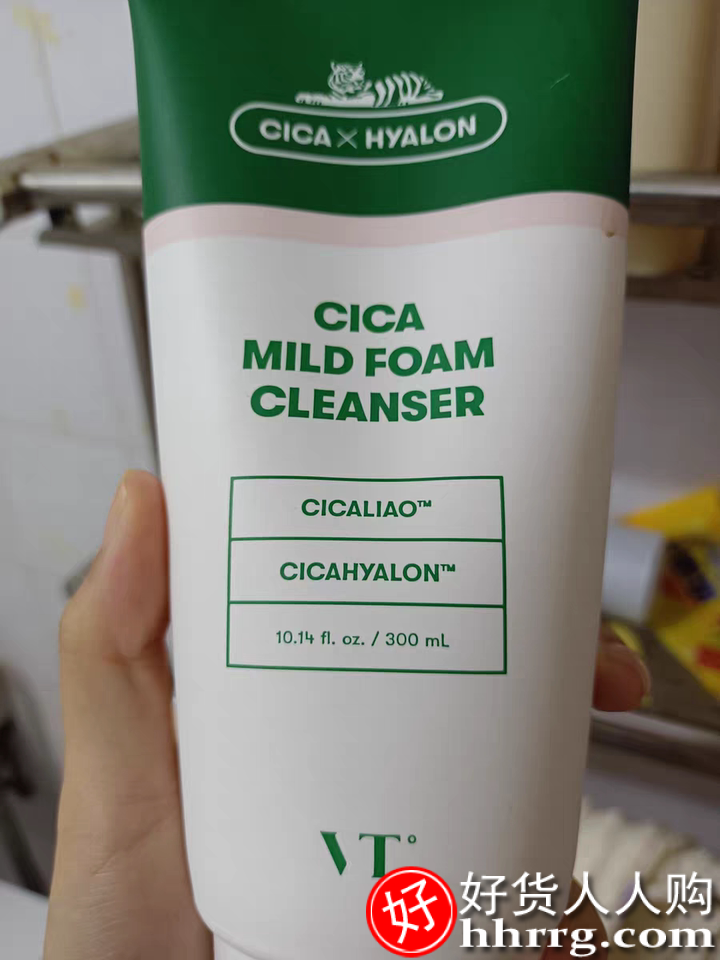 CICA X HYALON
CICA
MILD FOAM
CLEANSER
CICALIAO™
CICAHYALON™
10.14 fl. oz. / 300 mL
VT°
好 好货人人购
hhrrg.com